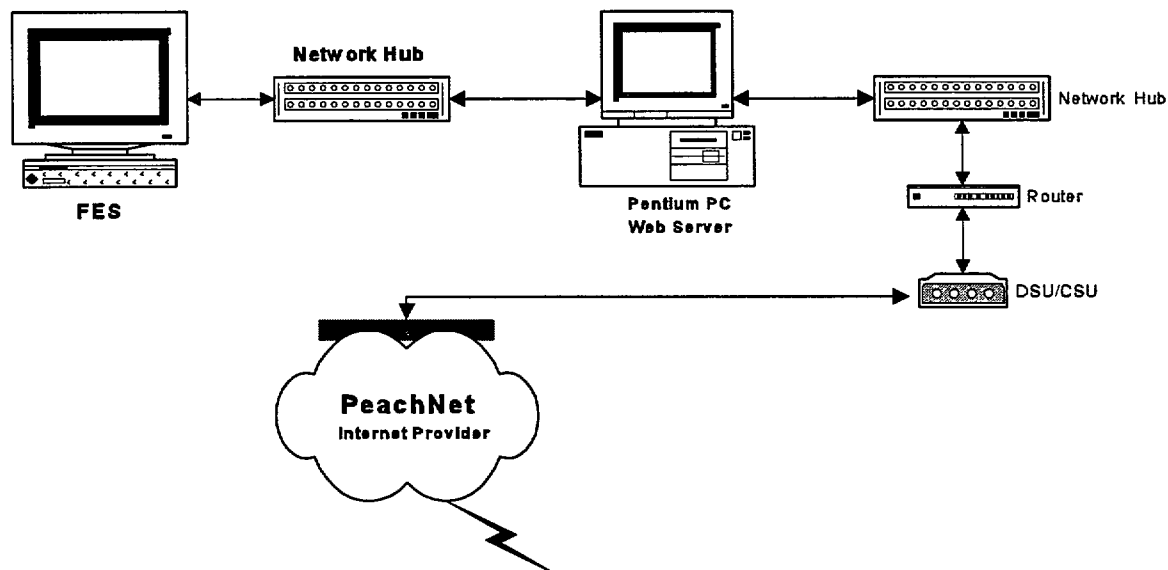 Network Hub
FES
Pentium PC
Web Server
Network Hub
Router
DSU/CSU
PeachNet
Internet Provider